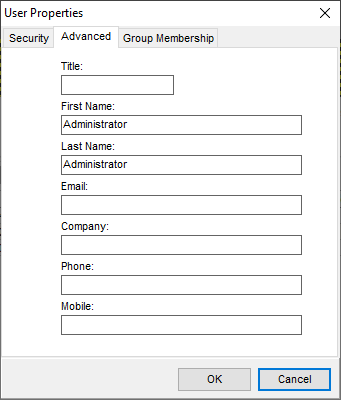 User Properties
Security Advanced Group Membership
Title:
First Name:
Administrator
Last Name:
Administrator
Email:
Company:
Phone:
Mobile:
OK Cancel